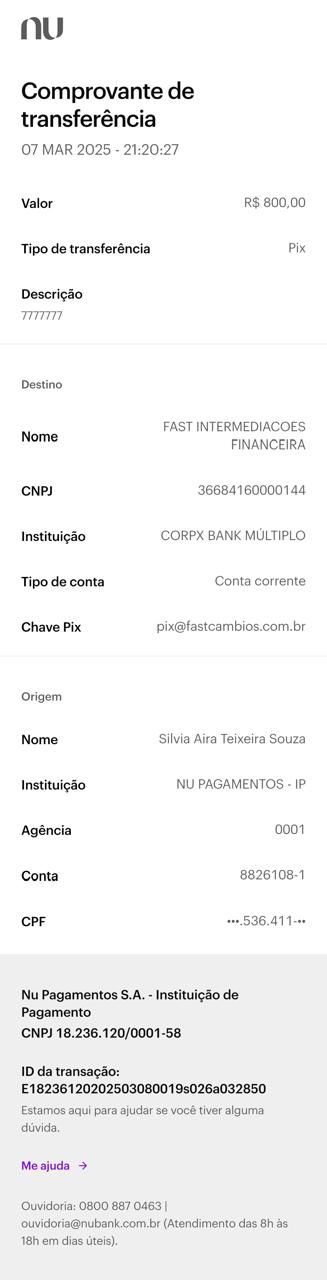 nu
Comprovante de
transferência
07 MAR 2025 - 21:20:27
Valor R$ 800,00
Tipo de transferência Pix
Descrição
7777777
Destino
Nome FAST INTERMEDIACOES
FINANCEIRA
CNPJ 36684160000144
Instituição CORPX BANK MÚLTIPLO
Tipo de conta Conta corrente
Chave Pix pix@fastcambios.com.br
Origem
Nome Silvia Aira Teixeira Souza
Instituição NU PAGAMENTOS - IP
Agência 0001
Conta 8826108-1
CPF •••.536.411-••
Nu Pagamentos S.A. - Instituição de
Pagamento
CNPJ 18.236.120/0001-58
ID da transação:
E18236120202503080019s026a032850
Estamos aqui para ajudar se você tiver alguma
dúvida.
Me ajuda →
Ouvidoria: 0800 887 0463 |
ouvidoria@nubank.com.br (Atendimento das 8h às
18h em dias úteis).